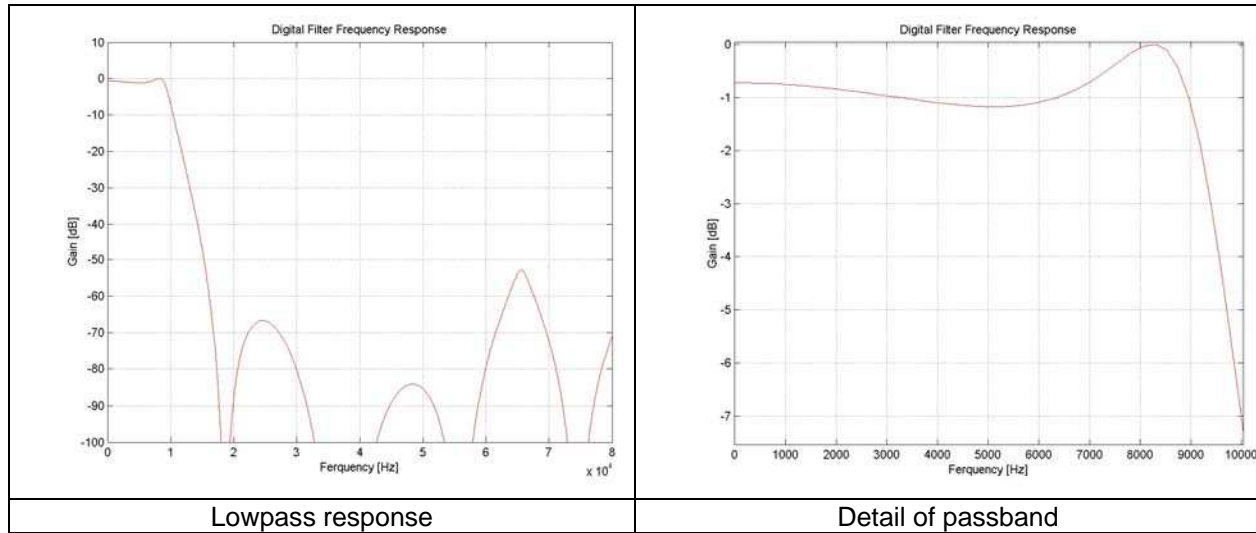 Digital Filter Frequency Response
10
0
-10
-20
-30
-40
-50
-60
-70
-80
-90
-100
Gain [dB]
0 1 2 3 4 5 6 7 8
Ferquency [Hz]
x 10⁴
Lowpass response
Digital Filter Frequency Response
0
-1
-2
-3
-4
-5
-6
-7
Gain [dB]
0 1000 2000 3000 4000 5000 6000 7000 8000 9000 10000
Ferquency [Hz]
Detail of passband